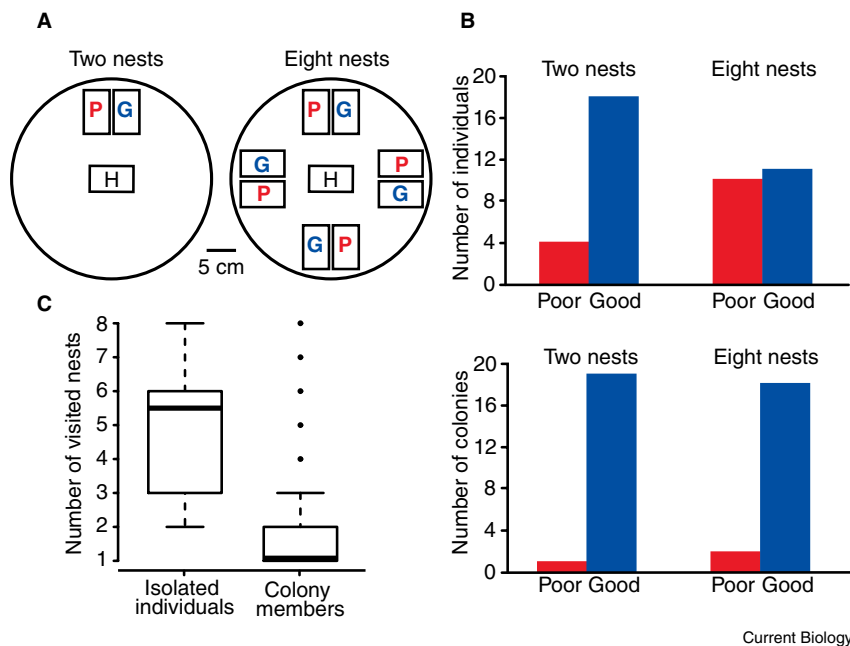 A
Two nests
Eight nests
P G
H
P G
G
P
H
P
G
G P
5 cm
B
Number of individuals
20
16
12
8
4
0
Two nests
Eight nests
Poor Good
Poor Good
Number of colonies
20
16
12
8
4
0
Two nests
Eight nests
Poor Good
Poor Good
C
Number of visited nests
8
7
6
5
4
3
2
1
Isolated
individuals
Colony
members
Current Biology